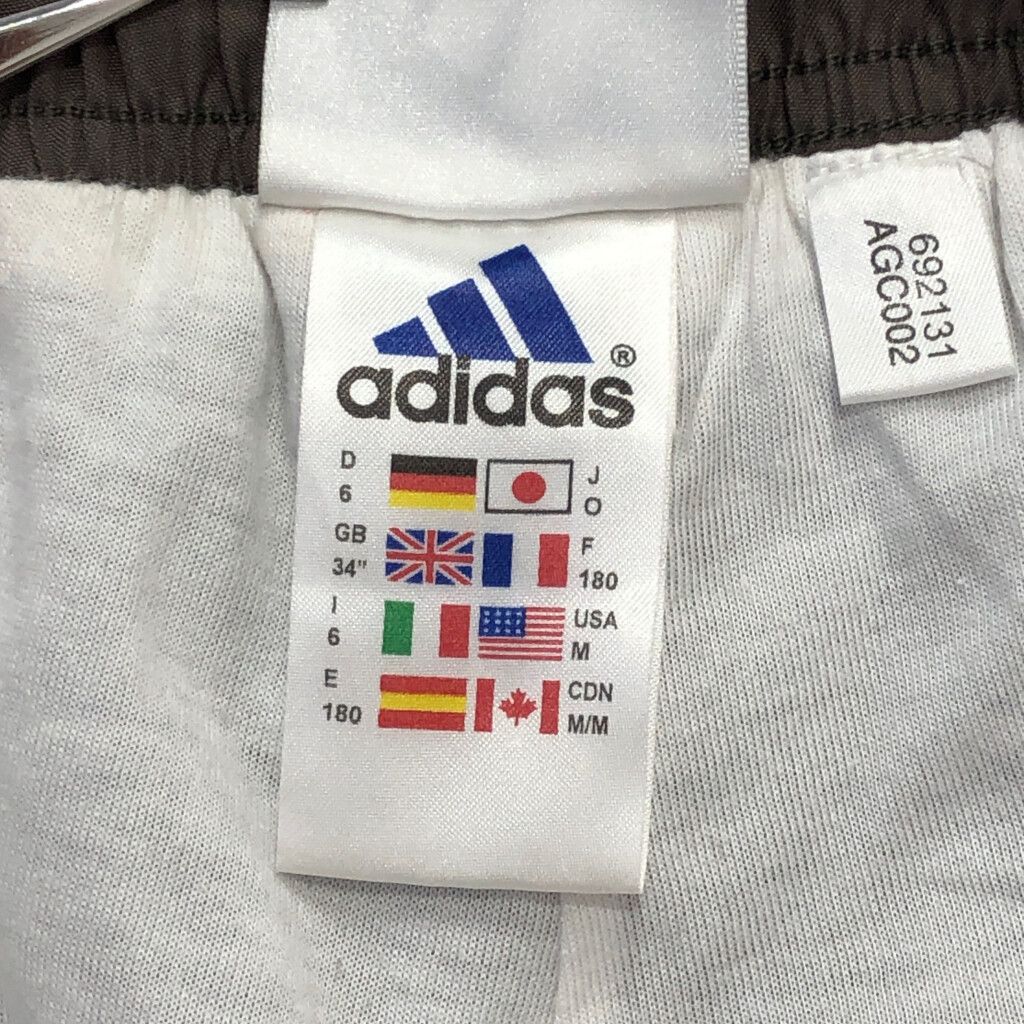 adidas®
D
6
J
O
GB
34"
F
180
I
6
USA
M
E
180
CDN
M/M
692131
AGC002